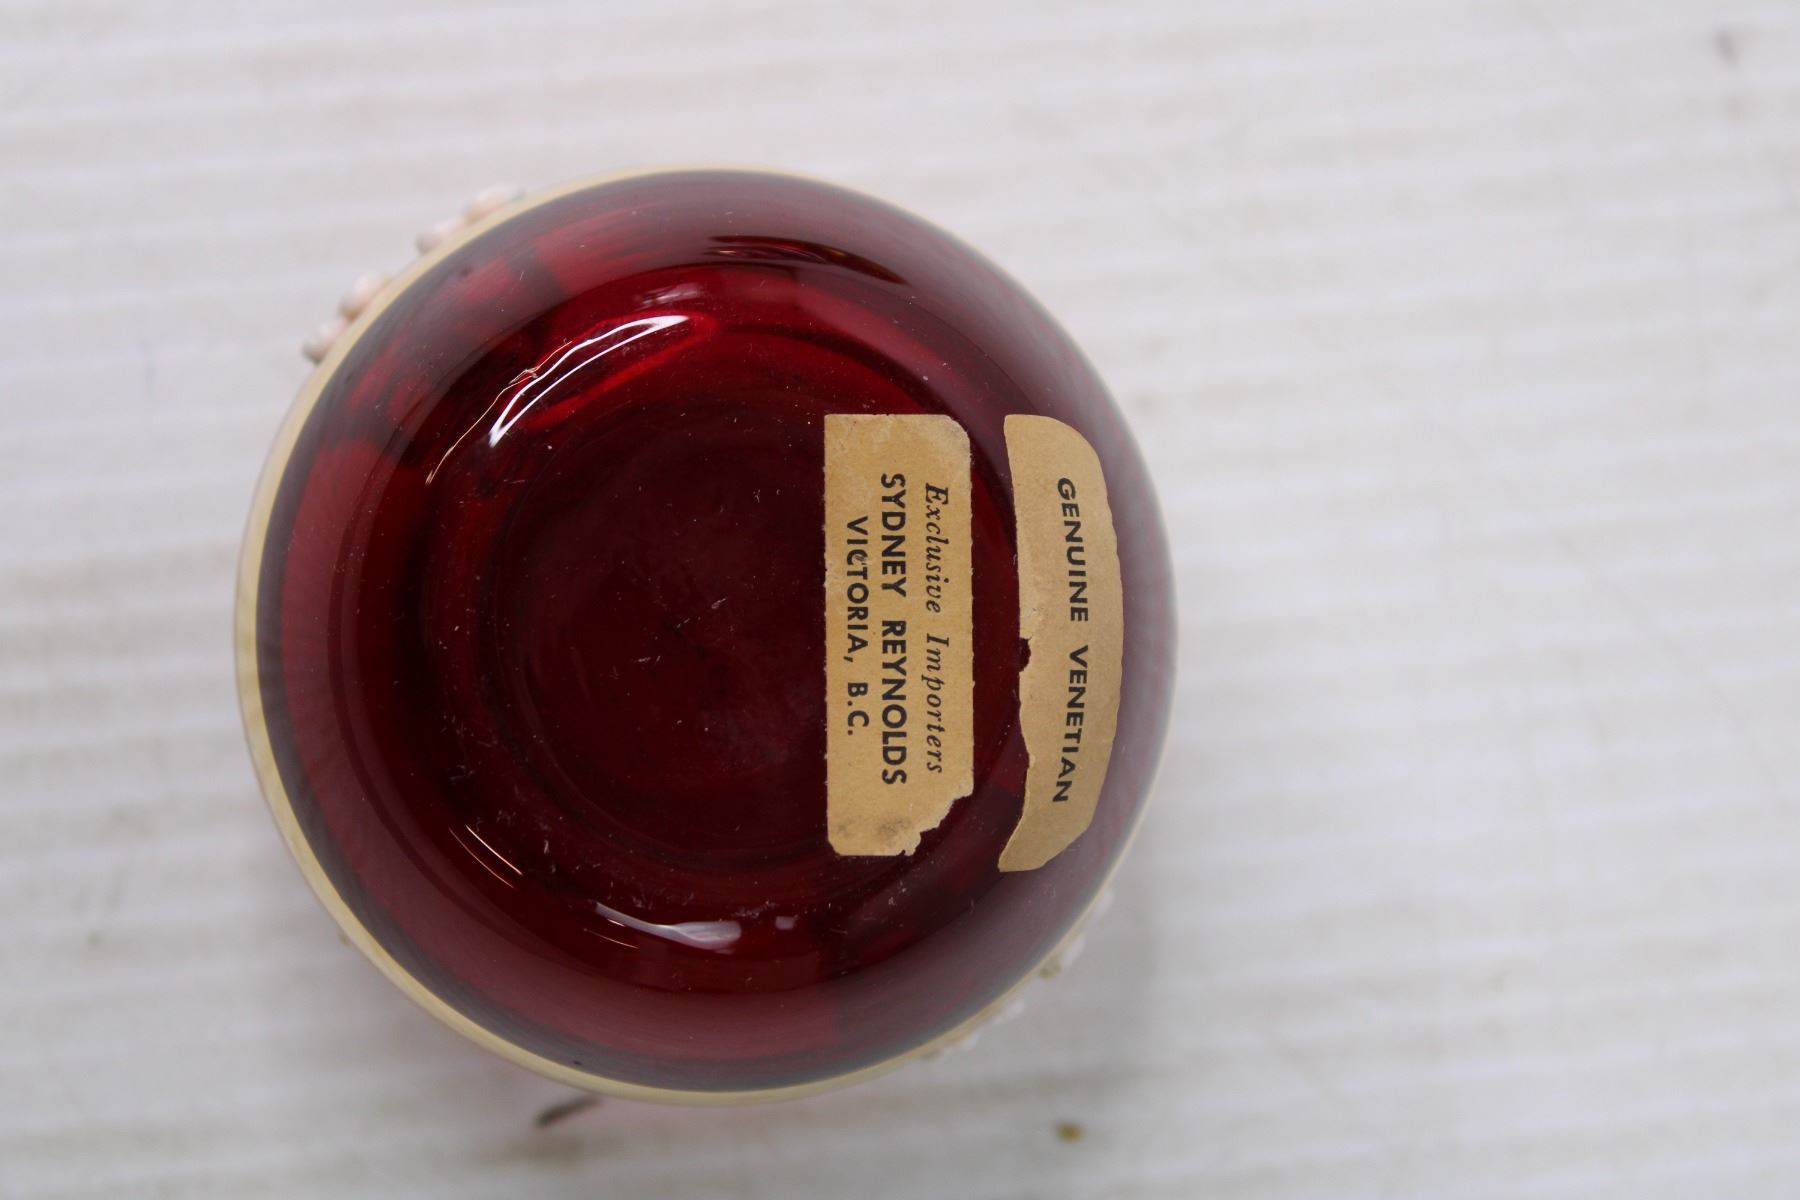 GENUINE VENETIAN
Exclusive Importers
SYDNEY REYNOLDS
VICTORIA, B.C.